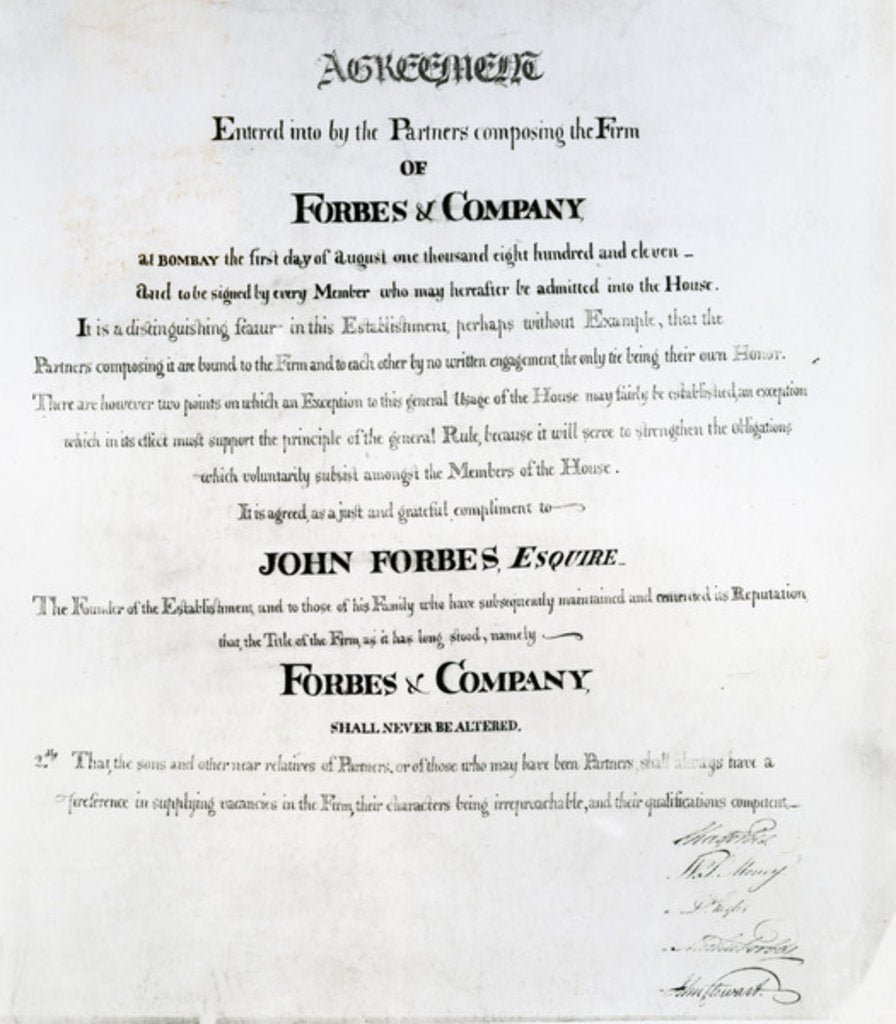 AGREEMENT
Entered into by the Partners composing the Firm
OF
FORBES & COMPANY
at BOMBAY the first day of August one thousand eight hundred and eleven –
And to be signed by every Member who may hereafter be admitted into the House.
It is a distinguishing featur in this Establishment, perhaps without Example, that the
Partners composing it are bound to the Firm and to each other by no written engagement, the only tie being their own Honor.
There are however two points on which an Exception to this general Usage of the House may fairly be established, an exception
which in its effect must support the principle of the general Rule, because it will serve to strengthen the obligations
which voluntarily subsist amongst the Members of the House.
It is agreed, as a just and grateful compliment to
JOHN FORBES, ESQUIRE –
The Founder of the Establishment, and to those of his Family who have subsequently maintained and cemented its Reputation,
that, the Title of the Firm, as it has long stood, namely
FORBES & COMPANY,
SHALL NEVER BE ALTERED.
2.dly That, the sons and other near relatives of Partners, or of those who may have been Partners, shall always have a
preference in supplying vacancies in the Firm, their characters being irreproachable, and their qualifications competent, –
Charles Forbes
W. T. Money
Michie Forbes
John Stewart.